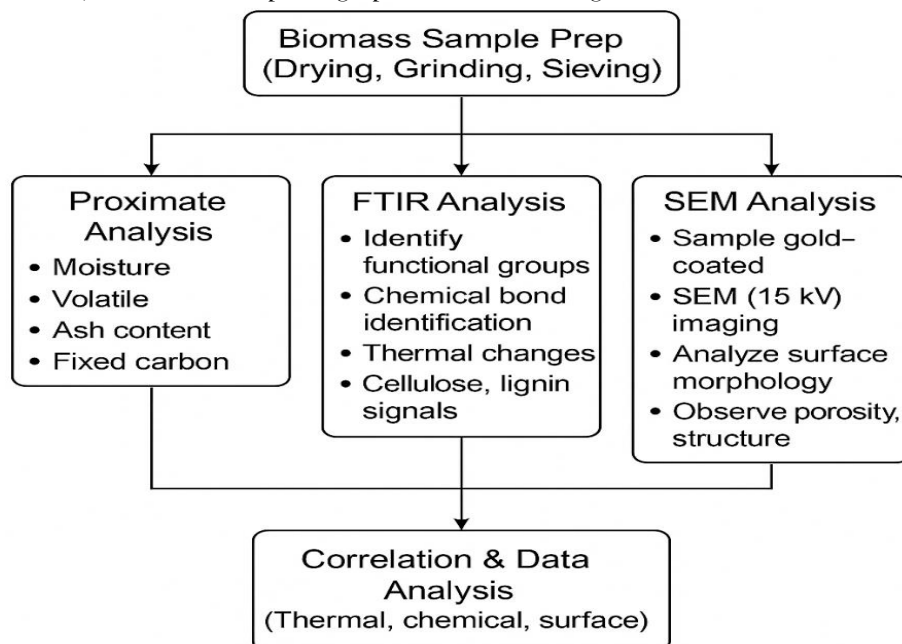 Biomass Sample Prep
(Drying, Grinding, Sieving)
Proximate
Analysis
• Moisture
• Volatile
• Ash content
• Fixed carbon
FTIR Analysis
• Identify
functional groups
• Chemical bond
identification
• Thermal changes
• Cellulose, lignin
signals
SEM Analysis
• Sample gold–
coated
• SEM (15 kV)
imaging
• Analyze surface
morphology
• Observe porosity,
structure
Correlation & Data
Analysis
(Thermal, chemical, surface)